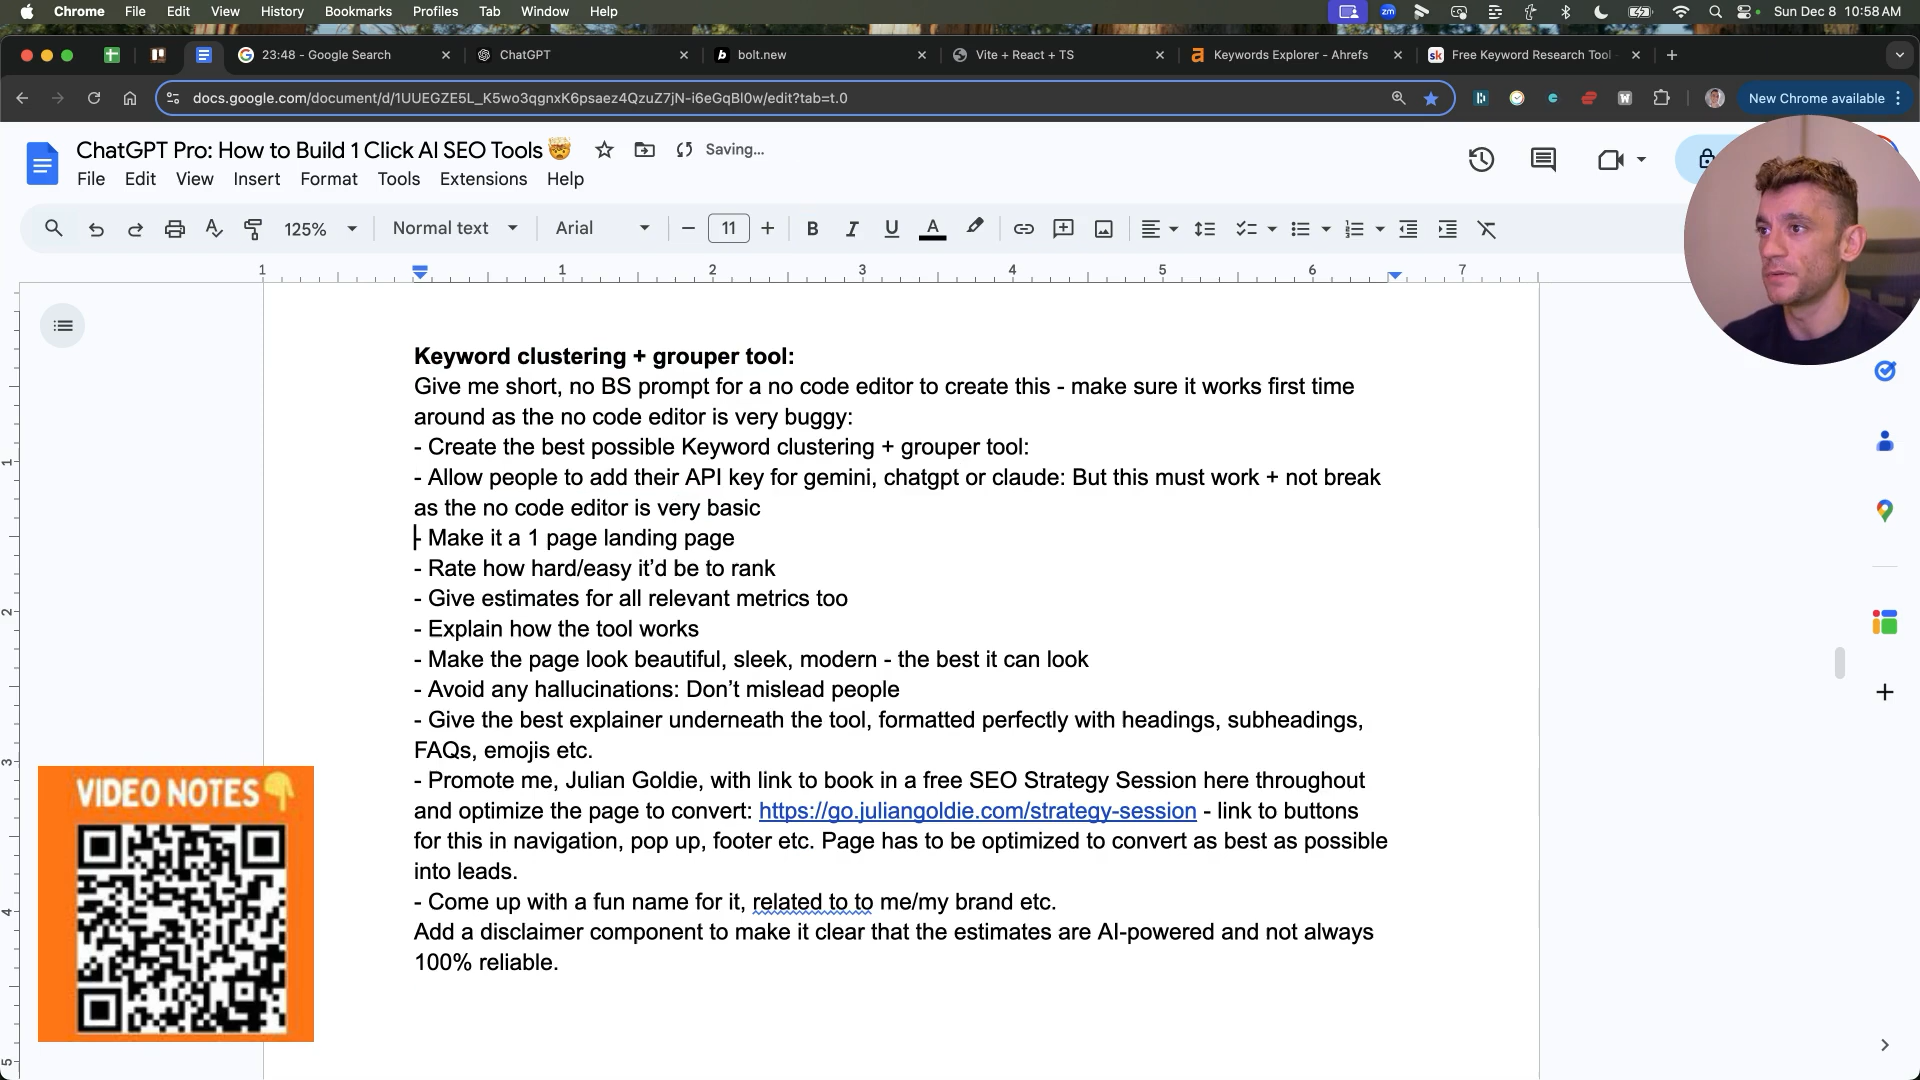 Chrome File Edit View History Bookmarks Profiles Tab Window Help
zm
Sun Dec 8 10:58 AM
23:48 - Google Search
ChatGPT
bolt.new
Vite + React + TS
Keywords Explorer - Ahrefs
Free Keyword Research Tool
docs.google.com/document/d/1UUEGZE5L_K5wo3qgnxK6psaez4QzuZ7jN-i6eGqBl0w/edit?tab=t.0
New Chrome available
ChatGPT Pro: How to Build 1 Click AI SEO Tools 🤯
Saving...
File Edit View Insert Format Tools Extensions Help
125% Normal text Arial 11
1 1 2 3 4 5 6 7
Keyword clustering + grouper tool:
Give me short, no BS prompt for a no code editor to create this - make sure it works first time
around as the no code editor is very buggy:
- Create the best possible Keyword clustering + grouper tool:
- Allow people to add their API key for gemini, chatgpt or claude: But this must work + not break
as the no code editor is very basic
- Make it a 1 page landing page
- Rate how hard/easy it’d be to rank
- Give estimates for all relevant metrics too
- Explain how the tool works
- Make the page look beautiful, sleek, modern - the best it can look
- Avoid any hallucinations: Don’t mislead people
- Give the best explainer underneath the tool, formatted perfectly with headings, subheadings,
FAQs, emojis etc.
- Promote me, Julian Goldie, with link to book in a free SEO Strategy Session here throughout
and optimize the page to convert: https://go.juliangoldie.com/strategy-session - link to buttons
for this in navigation, pop up, footer etc. Page has to be optimized to convert as best as possible
into leads.
- Come up with a fun name for it, related to to me/my brand etc.
Add a disclaimer component to make it clear that the estimates are AI-powered and not always
100% reliable.
1
2
3
4
5
VIDEO NOTES👇